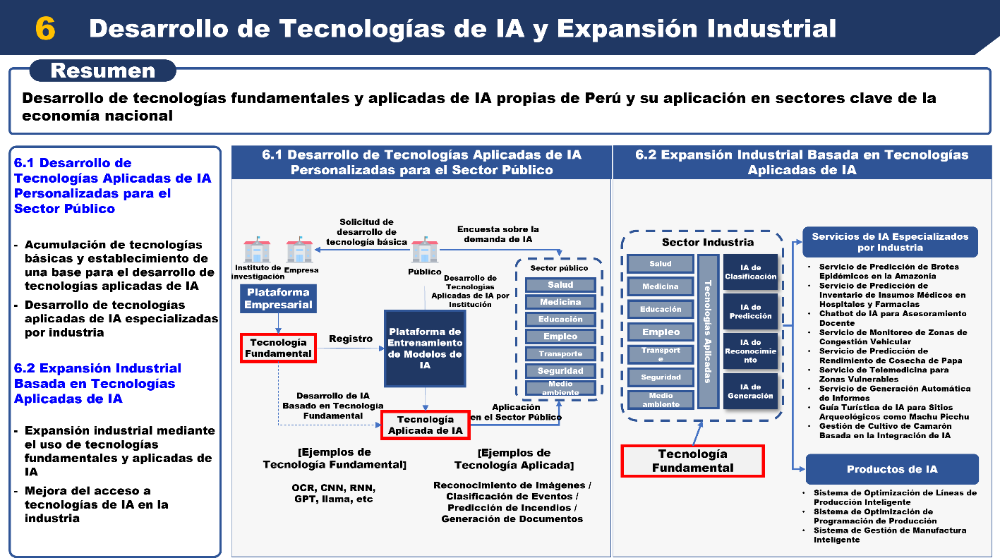 6 Desarrollo de Tecnologías de IA y Expansión Industrial
Resumen
Desarrollo de tecnologías fundamentales y aplicadas de IA propias de Perú y su aplicación en sectores clave de la
economía nacional
6.1 Desarrollo de
Tecnologías Aplicadas de IA
Personalizadas para el
Sector Público
- Acumulación de tecnologías
básicas y establecimiento de
una base para el desarrollo de
tecnologías aplicadas de IA
- Desarrollo de tecnologías
aplicadas de IA especializadas
por industria
6.2 Expansión Industrial
Basada en Tecnologías
Aplicadas de IA
- Expansión industrial mediante
el uso de tecnologías
fundamentales y aplicadas de
IA
- Mejora del acceso a
tecnologías de IA en la
industria
6.1 Desarrollo de Tecnologías Aplicadas de IA
Personalizadas para el Sector Público
Solicitud de
desarrollo de
tecnología básica
Encuesta sobre la
demanda de IA
Instituto de
investigación
Empresa
Público
Plataforma
Empresarial
Desarrollo de
Tecnologías
Aplicadas de IA por
Institución
Sector público
Salud
Medicina
Educación
Empleo
Transporte
Seguridad
Medio
ambiente
Tecnología
Fundamental
Registro
Plataforma de
Entrenamiento
de Modelos de
IA
Desarrollo de IA
Basado en Tecnología
Fundamental
Tecnología
Aplicada de IA
Aplicación
en el Sector Público
[Ejemplos de
Tecnología Fundamental]
OCR, CNN, RNN,
GPT, llama, etc
[Ejemplos de
Tecnología Aplicada]
Reconocimiento de Imágenes /
Clasificación de Eventos /
Predicción de Incendios /
Generación de Documentos
6.2 Expansión Industrial Basada en Tecnologías
Aplicadas de IA
Sector Industria
Salud
Medicina
Educación
Empleo
Transport
e
Seguridad
Medio
ambiente
Tecnologías Aplicadas
IA de
Clasificación
IA de
Predicción
IA de
Reconocimie
nto
IA de
Generación
Tecnología
Fundamental
Servicios de IA Especializados
por Industria
• Servicio de Predicción de Brotes
Epidémicos en la Amazonía
• Servicio de Predicción de
Inventario de Insumos Médicos en
Hospitales y Farmacias
• Chatbot de IA para Asesoramiento
Docente
• Servicio de Monitoreo de Zonas de
Congestión Vehicular
• Servicio de Predicción de
Rendimiento de Cosecha de Papa
• Servicio de Telemedicina para
Zonas Vulnerables
• Servicio de Generación Automática
de Informes
• Guía Turística de IA para Sitios
Arqueológicos como Machu Picchu
• Gestión de Cultivo de Camarón
Basada en la Integración de IA
Productos de IA
• Sistema de Optimización de Líneas de
Producción Inteligente
• Sistema de Optimización de
Programación de Producción
• Sistema de Gestión de Manufactura
Inteligente